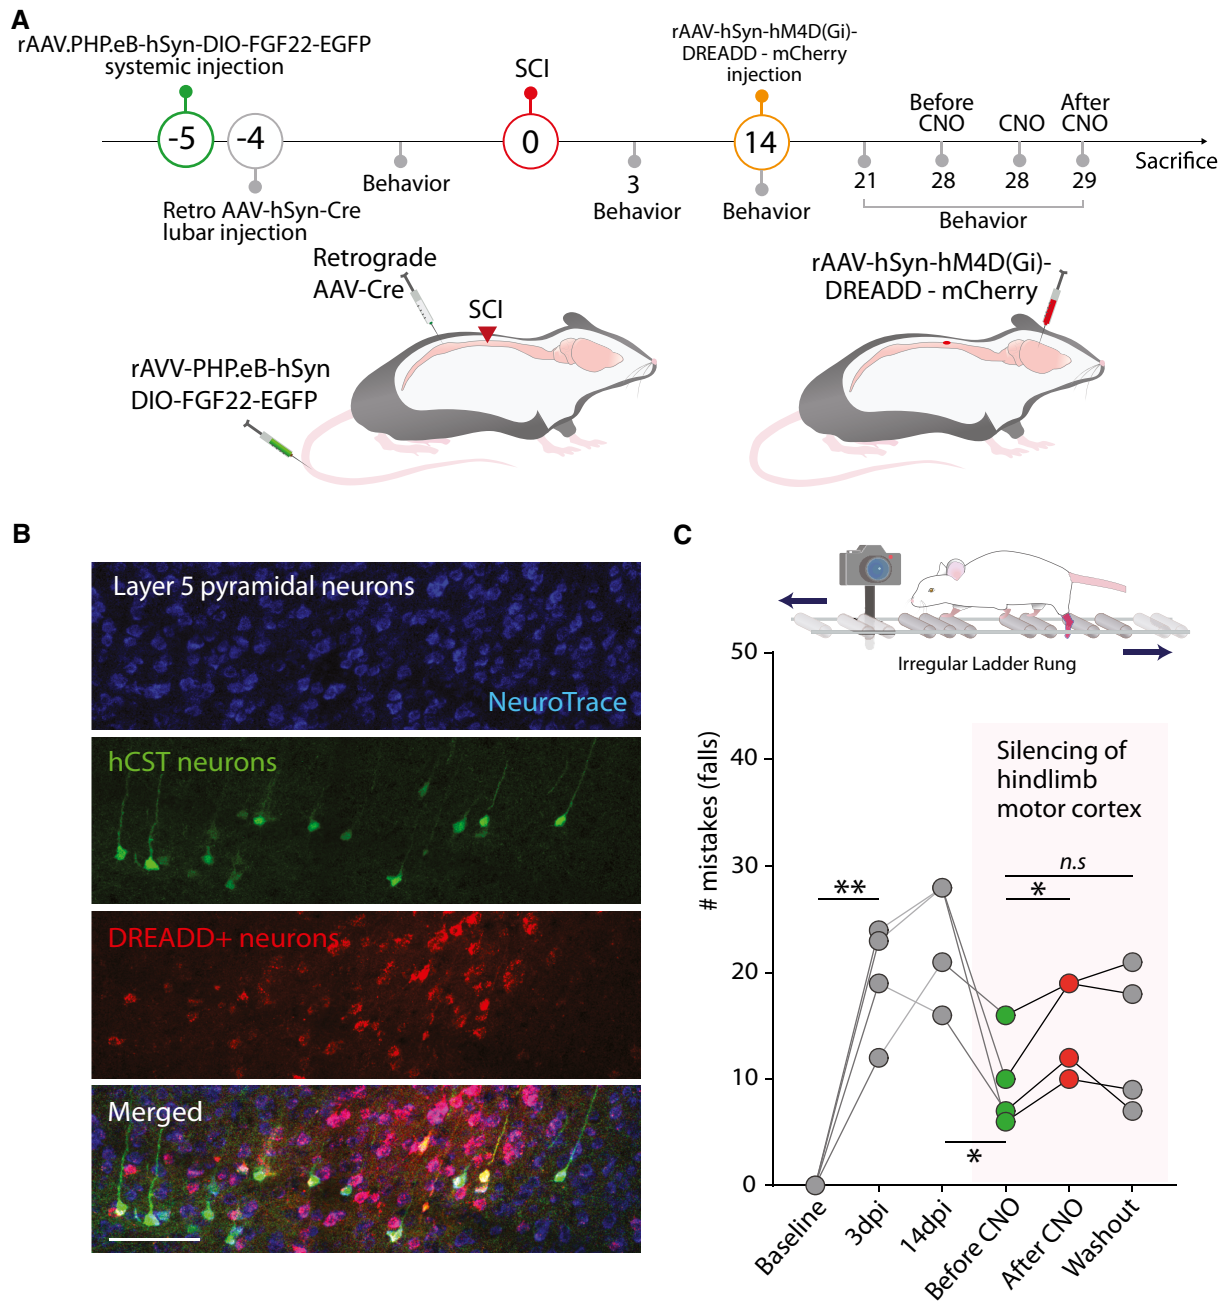 A
rAAV.PHP.eB-hSyn-DIO-FGF22-EGFP
systemic injection
SCI
rAAV-hSyn-hM4D(Gi)-
DREADD - mCherry
injection
Before
CNO
CNO
After
CNO
-5
-4
0
14
Behavior
3
Behavior
Behavior
21
28
28
29
Behavior
Sacrifice
Retro AAV-hSyn-Cre
lubar injection
Retrograde
AAV-Cre
SCI
rAVV-PHP.eB-hSyn
DIO-FGF22-EGFP
rAAV-hSyn-hM4D(Gi)-
DREADD - mCherry
B
Layer 5 pyramidal neurons
NeuroTrace
hCST neurons
DREADD+ neurons
Merged
C
Irregular Ladder Rung
# mistakes (falls)
50
40
30
20
10
0
Silencing of
hindlimb
motor cortex
n.s
**
*
*
Baseline
3dpi
14dpi
Before CNO
After CNO
Washout